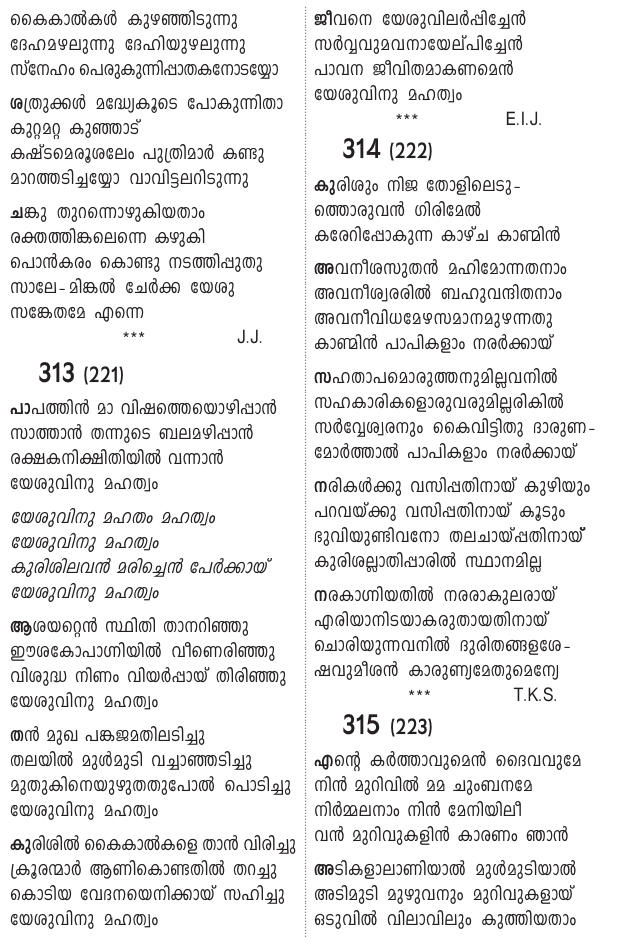 കൈകാൽകൾ കുഴഞ്ഞിടുന്നു
ദേഹമഴലുന്നു ദേഹിയുഴലുന്നു
സ്നേഹം പെരുകുന്നിപ്പാതകനോടയ്യോ
ശത്രുക്കൾ മദ്ധ്യേകൂടെ പോകുന്നിതാ
കുറ്റമറ്റ കുഞ്ഞാട്
കഷ്ടമെരൂശലേം പുത്രിമാർ കണ്ടു
മാറത്തടിച്ചയ്യോ വാവിട്ടലറിടുന്നു
ചങ്കു തുറന്നൊഴുകിയതാം
രക്തത്തിങ്കലെന്നെ കഴുകി
പൊൻകരം കൊണ്ടു നടത്തിപ്പുതു
സാലേ-മിങ്കൽ ചേർക്ക യേശു
സങ്കേതമേ എന്നെ
*** J.J.
313 (221)
പാപത്തിൻ മാ വിഷത്തെയൊഴിപ്പാൻ
സാത്താൻ തന്നുടെ ബലമഴിപ്പാൻ
രക്ഷകനിക്ഷിതിയിൽ വന്നാൻ
യേശുവിനു മഹത്വം
യേശുവിനു മഹതം മഹത്വം
യേശുവിനു മഹത്വം
കുരിശിലവൻ മരിച്ചെൻ പേർക്കായ്
യേശുവിനു മഹത്വം
ആശയറ്റെൻ സ്ഥിതി താനറിഞ്ഞു
ഈശകോപാഗ്നിയിൽ വീണെരിഞ്ഞു
വിശുദ്ധ നിണം വിയർപ്പായ് തിരിഞ്ഞു
യേശുവിനു മഹത്വം
തൻ മുഖ പങ്കജമതിലടിച്ചു
തലയിൽ മുൾമുടി വച്ചാഞ്ഞടിച്ചു
മുതുകിനെയുഴുതതുപോൽ പൊടിച്ചു
യേശുവിനു മഹത്വം
കുരിശിൽ കൈകാൽകളെ താൻ വിരിച്ചു
ക്രൂരന്മാർ ആണികൊണ്ടതിൽ തറച്ചു
കൊടിയ വേദനയെനിക്കായ് സഹിച്ചു
യേശുവിനു മഹത്വം
ജീവനെ യേശുവിലർപ്പിച്ചേൻ
സർവ്വവുമവനായേല്പിച്ചേൻ
പാവന ജീവിതമാകണമെൻ
യേശുവിനു മഹത്വം
*** E.I.J.
314 (222)
കുരിശും നിജ തോളിലെടു-
ത്തൊരുവൻ ഗിരിമേൽ
കരേറിപ്പോകുന്ന കാഴ്ച കാണ്മിൻ
അവനീശസുതൻ മഹിമോന്നതനാം
അവനീശ്വരരിൽ ബഹുവന്ദിതനാം
അവനീവിധമേഴസമാനമുഴന്നതു
കാണ്മിൻ പാപികളാം നരർക്കായ്
സഹതാപമൊരുത്തനുമില്ലവനിൽ
സഹകാരികളൊരുവരുമില്ലരികിൽ
സർവ്വേശ്വരനും കൈവിട്ടിതു ദാരുണ-
മോർത്താൽ പാപികളാം നരർക്കായ്
നരികൾക്കു വസിപ്പതിനായ് കുഴിയും
പറവയ്ക്കു വസിപ്പതിനായ് കൂടും
ഭുവിയുണ്ടിവനോ തലചായ്പ്പതിനായ്
കുരിശല്ലാതിപ്പാരിൽ സ്ഥാനമില്ല
നരകാഗ്നിയതിൽ നരരാകുലരായ്
എരിയാനിടയാകരുതായതിനായ്
ചൊരിയുന്നവനിൽ ദുരിതങ്ങളശേ-
ഷവുമീശൻ കാരുണ്യമേതുമെന്യേ
*** T.K.S.
315 (223)
എന്റെ കർത്താവുമെൻ ദൈവവുമേ
നിൻ മുറിവിൽ മമ ചുംബനമേ
നിർമ്മലനാം നിൻ മേനിയിലീ
വൻ മുറിവുകളിൻ കാരണം ഞാൻ
അടികളാലാണിയാൽ മുൾമുടിയാൽ
അടിമുടി മുഴുവനും മുറിവുകളായ്
ഒടുവിൽ വിലാവിലും കുത്തിയതാം